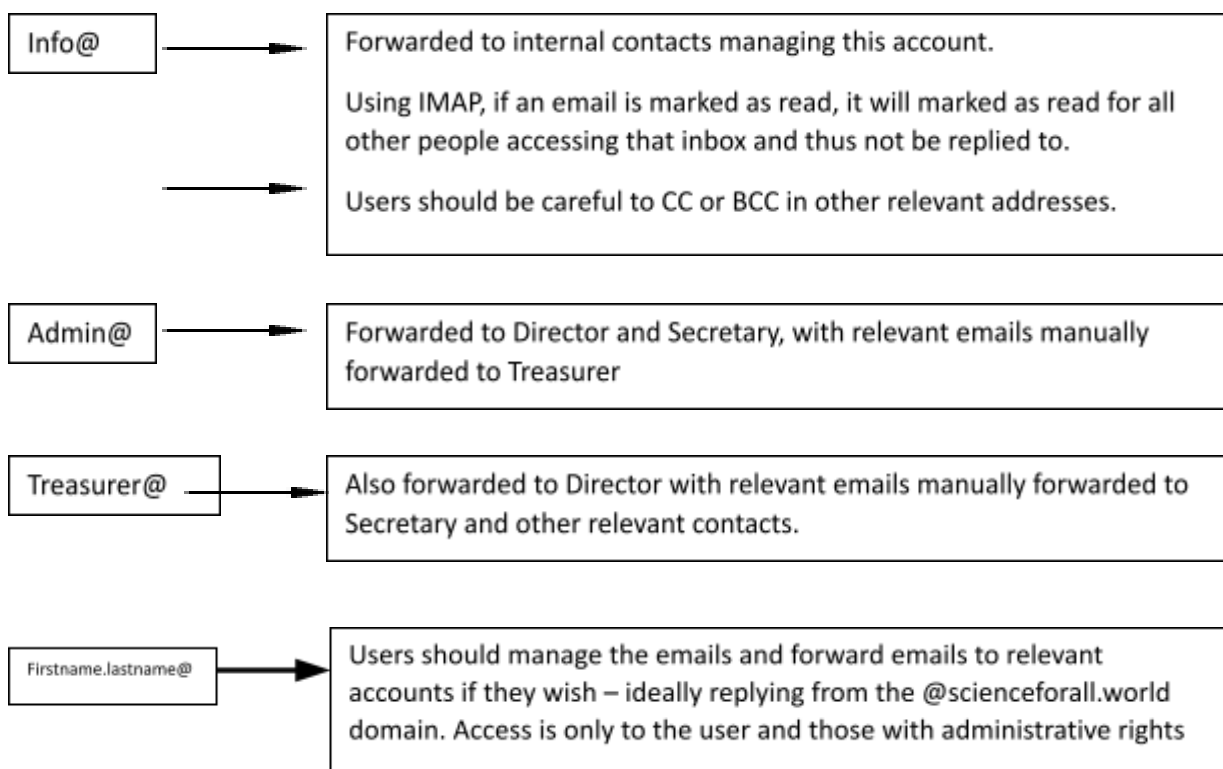 Info@
Forwarded to internal contacts managing this account.
Using IMAP, if an email is marked as read, it will marked as read for all
other people accessing that inbox and thus not be replied to.
Users should be careful to CC or BCC in other relevant addresses.
Admin@
Forwarded to Director and Secretary, with relevant emails manually
forwarded to Treasurer
Treasurer@
Also forwarded to Director with relevant emails manually forwarded to
Secretary and other relevant contacts.
Firstname.lastname@
Users should manage the emails and forward emails to relevant
accounts if they wish – ideally replying from the @scienceforall.world
domain. Access is only to the user and those with administrative rights